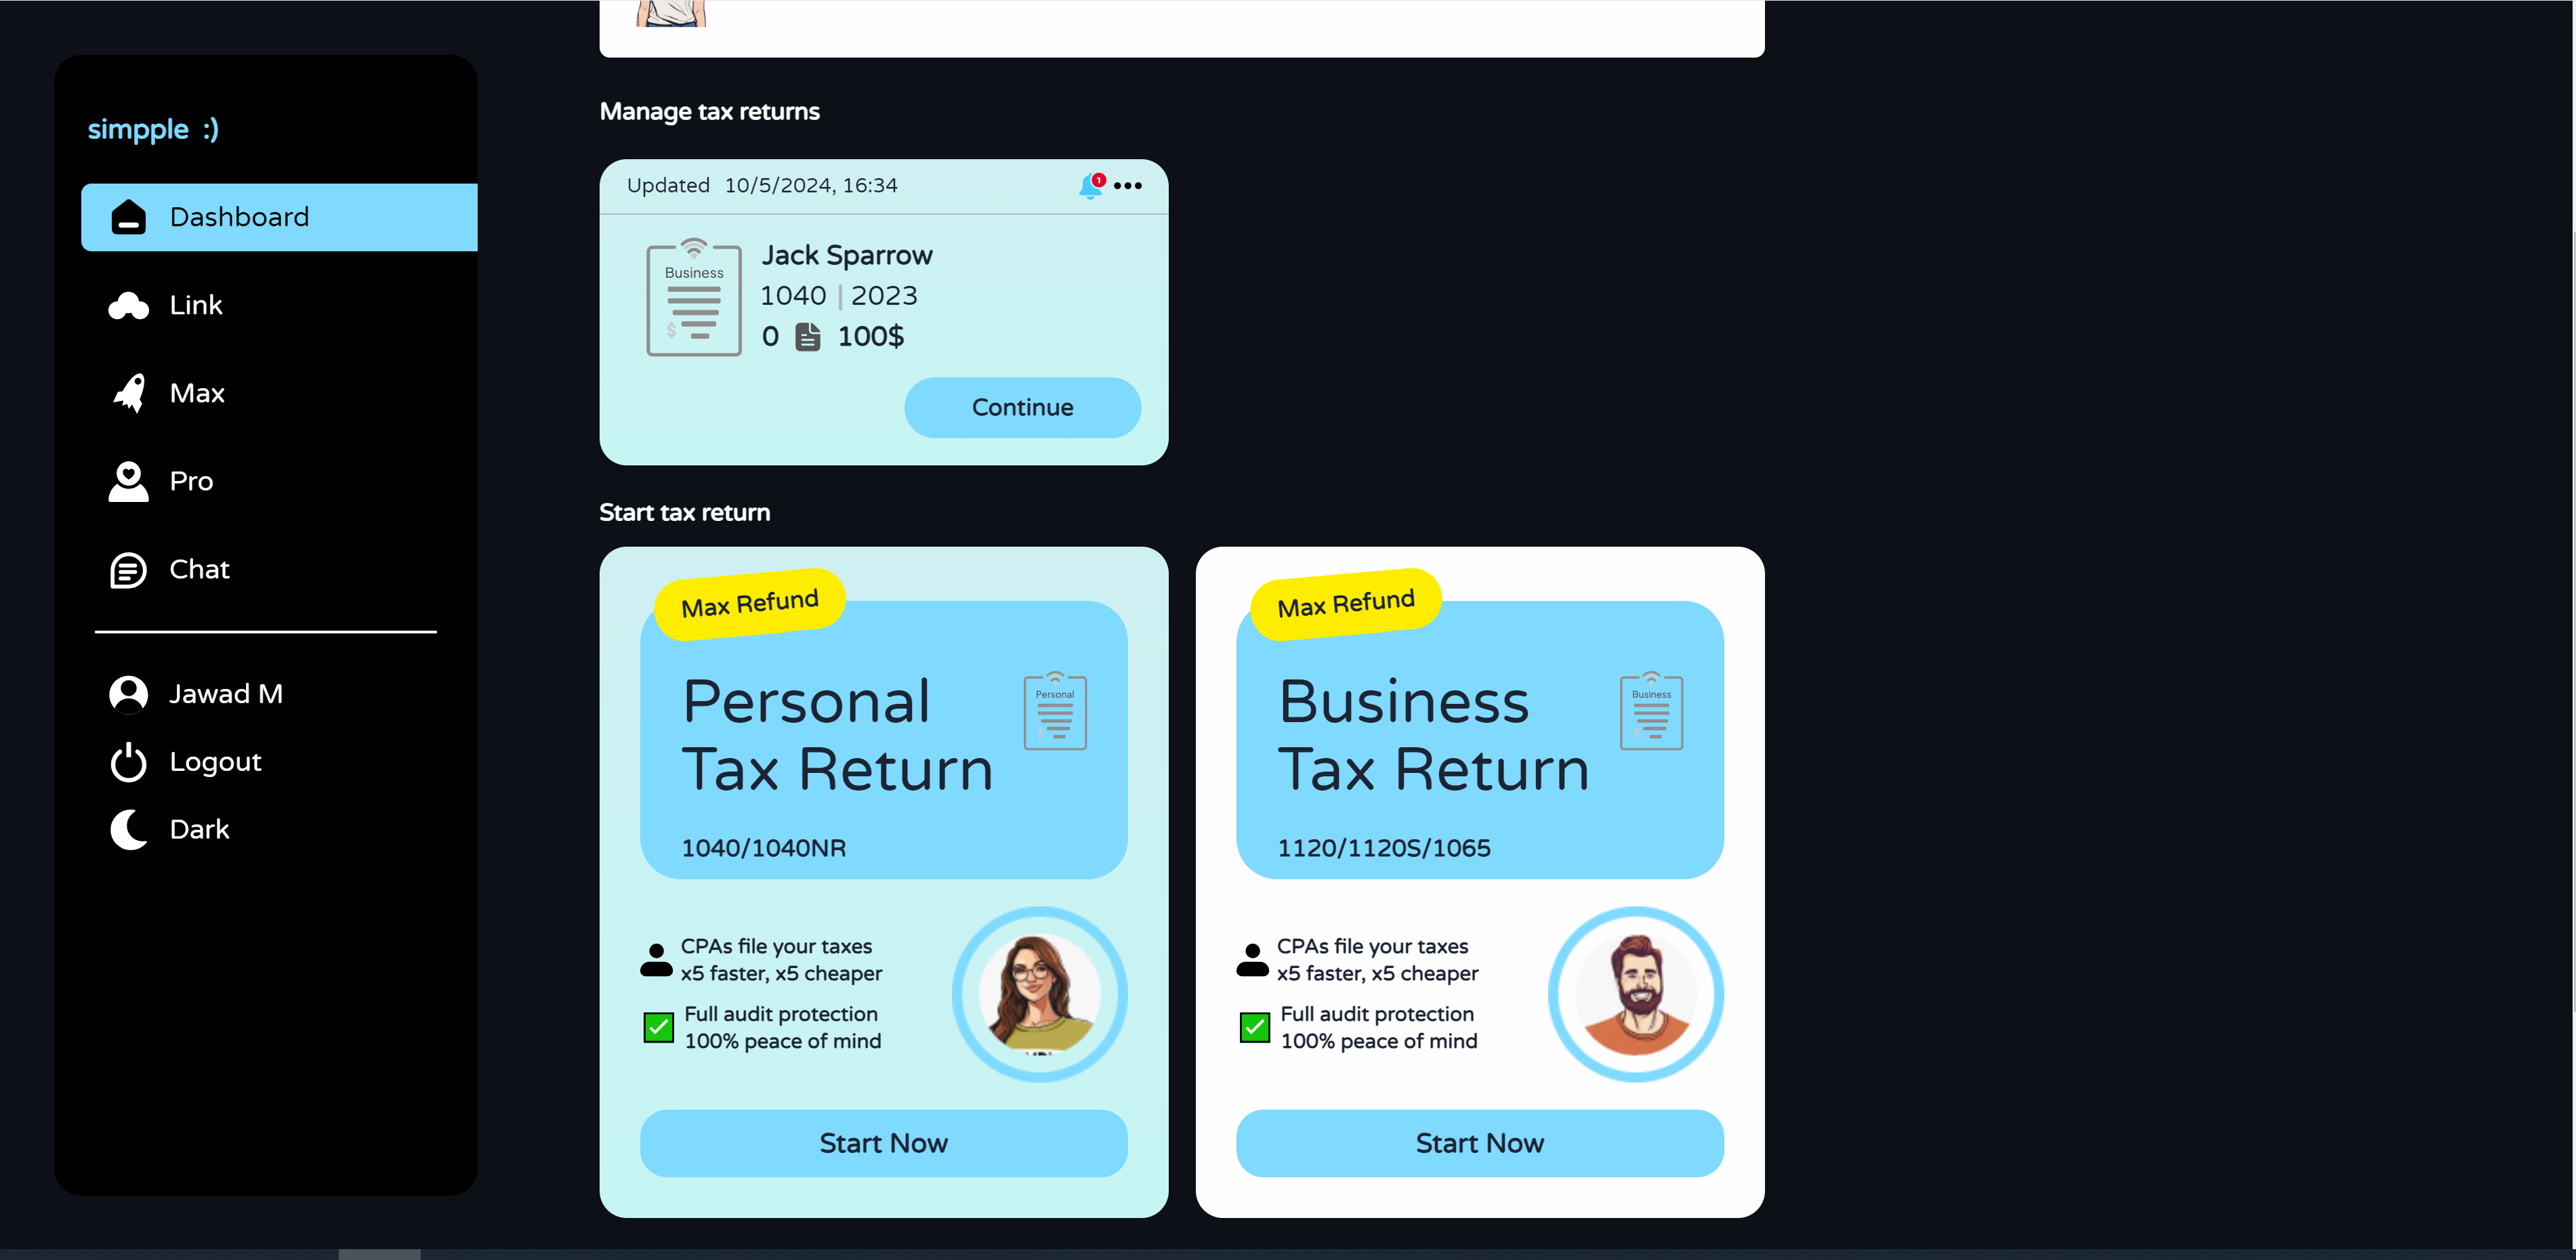 simpple :)
Dashboard
Link
Max
Pro
Chat
Jawad M
Logout
Dark
Manage tax returns
Updated 10/5/2024, 16:34
1
Business
$
Jack Sparrow
1040 | 2023
0 100$
Continue
Start tax return
Max Refund
Personal
Tax Return
Personal
$
1040/1040NR
CPAs file your taxes
x5 faster, x5 cheaper
Full audit protection
100% peace of mind
Start Now
Max Refund
Business
Tax Return
Business
$
1120/1120S/1065
CPAs file your taxes
x5 faster, x5 cheaper
Full audit protection
100% peace of mind
Start Now